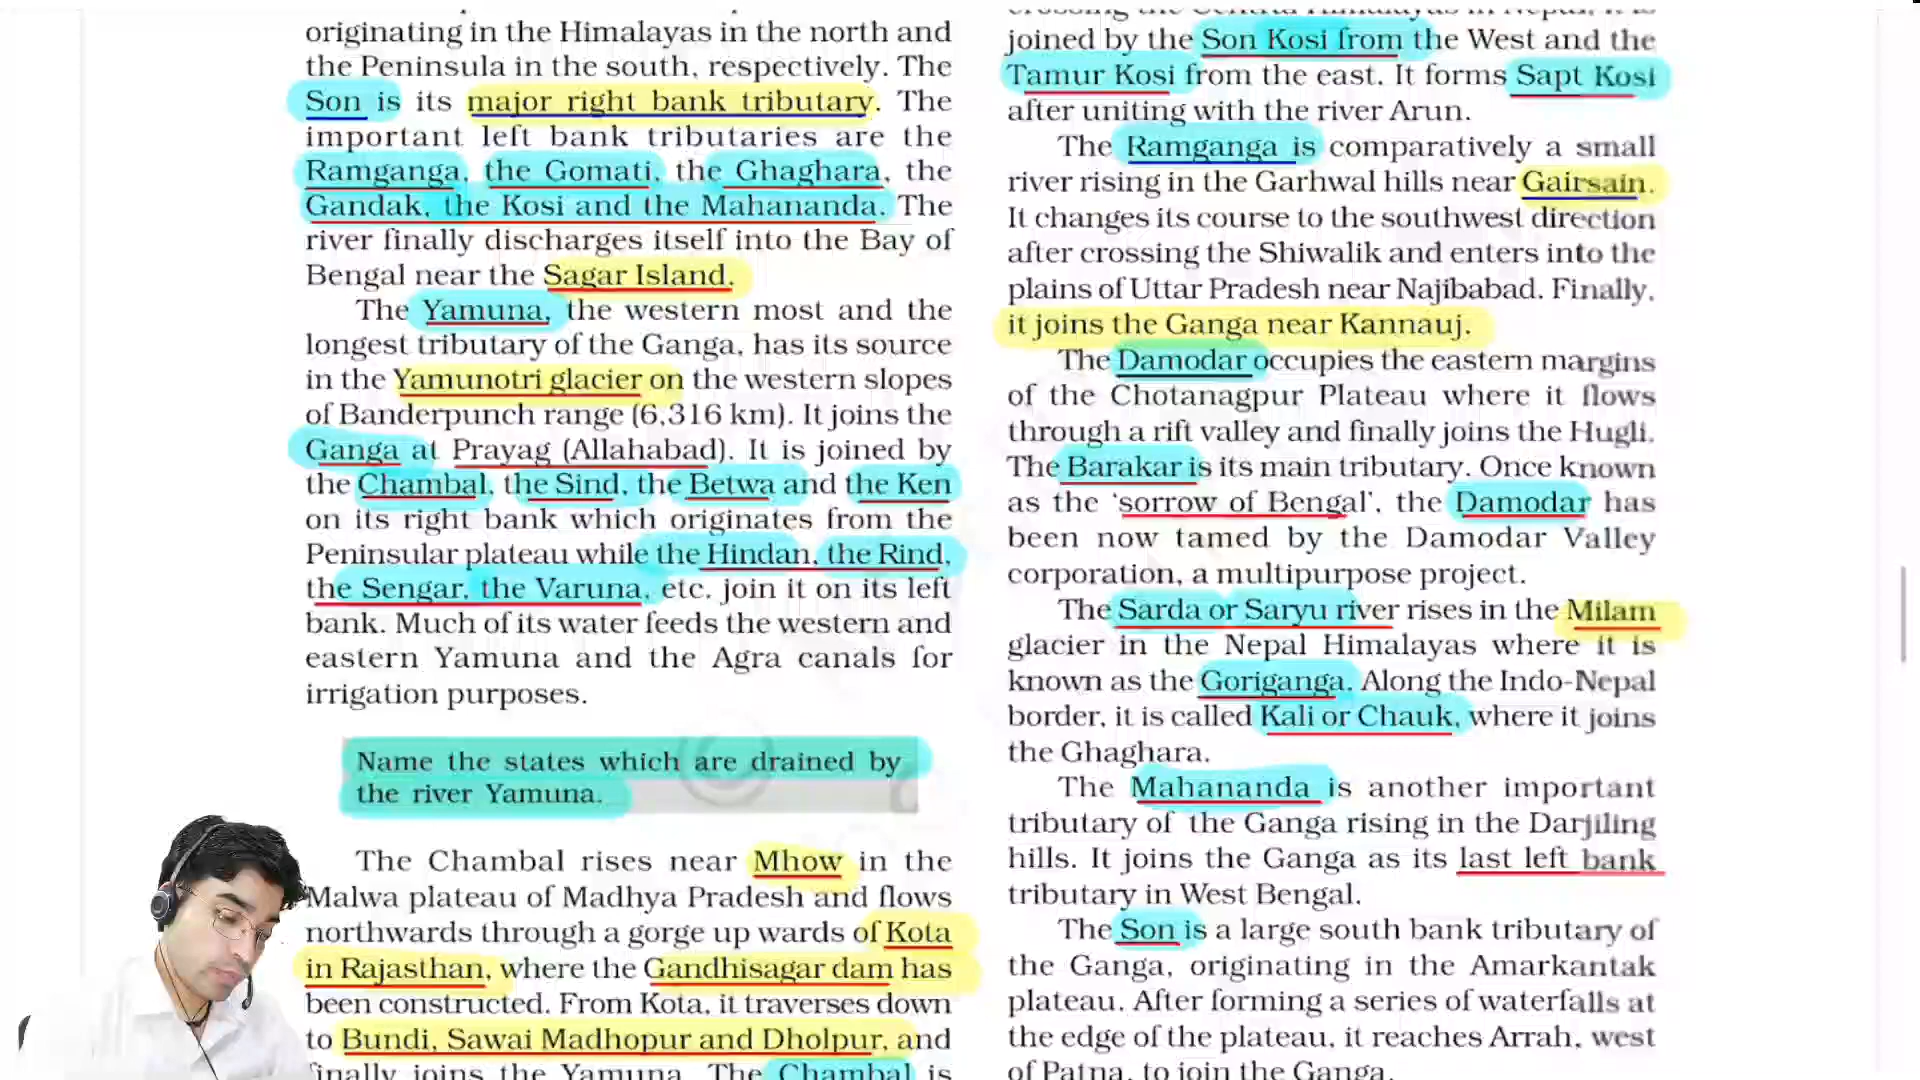 originating in the Himalayas in the north and
the Peninsula in the south, respectively. The
Son is its major right bank tributary. The
important left bank tributaries are the
Ramganga, the Gomati, the Ghaghara, the
Gandak, the Kosi and the Mahananda. The
river finally discharges itself into the Bay of
Bengal near the Sagar Island.
The Yamuna, the western most and the
longest tributary of the Ganga, has its source
in the Yamunotri glacier on the western slopes
of Banderpunch range (6,316 km). It joins the
Ganga at Prayag (Allahabad). It is joined by
the Chambal, the Sind, the Betwa and the Ken
on its right bank which originates from the
Peninsular plateau while the Hindan, the Rind,
the Sengar, the Varuna, etc. join it on its left
bank. Much of its water feeds the western and
eastern Yamuna and the Agra canals for
irrigation purposes.
Name the states which are drained by
the river Yamuna.
The Chambal rises near Mhow in the
Malwa plateau of Madhya Pradesh and flows
northwards through a gorge up wards of Kota
in Rajasthan, where the Gandhisagar dam has
been constructed. From Kota, it traverses down
to Bundi, Sawai Madhopur and Dholpur, and
finally joins the Yamuna. The Chambal is
crossing the Central Himalayas in Nepal, it is
joined by the Son Kosi from the West and the
Tamur Kosi from the east. It forms Sapt Kosi
after uniting with the river Arun.
The Ramganga is comparatively a small
river rising in the Garhwal hills near Gairsain.
It changes its course to the southwest direction
after crossing the Shiwalik and enters into the
plains of Uttar Pradesh near Najibabad. Finally,
it joins the Ganga near Kannauj.
The Damodar occupies the eastern margins
of the Chotanagpur Plateau where it flows
through a rift valley and finally joins the Hugli.
The Barakar is its main tributary. Once known
as the ‘sorrow of Bengal’, the Damodar has
been now tamed by the Damodar Valley
corporation, a multipurpose project.
The Sarda or Saryu river rises in the Milam
glacier in the Nepal Himalayas where it is
known as the Goriganga. Along the Indo-Nepal
border, it is called Kali or Chauk, where it joins
the Ghaghara.
The Mahananda is another important
tributary of the Ganga rising in the Darjiling
hills. It joins the Ganga as its last left bank
tributary in West Bengal.
The Son is a large south bank tributary of
the Ganga, originating in the Amarkantak
plateau. After forming a series of waterfalls at
the edge of the plateau, it reaches Arrah, west
of Patna, to join the Ganga.